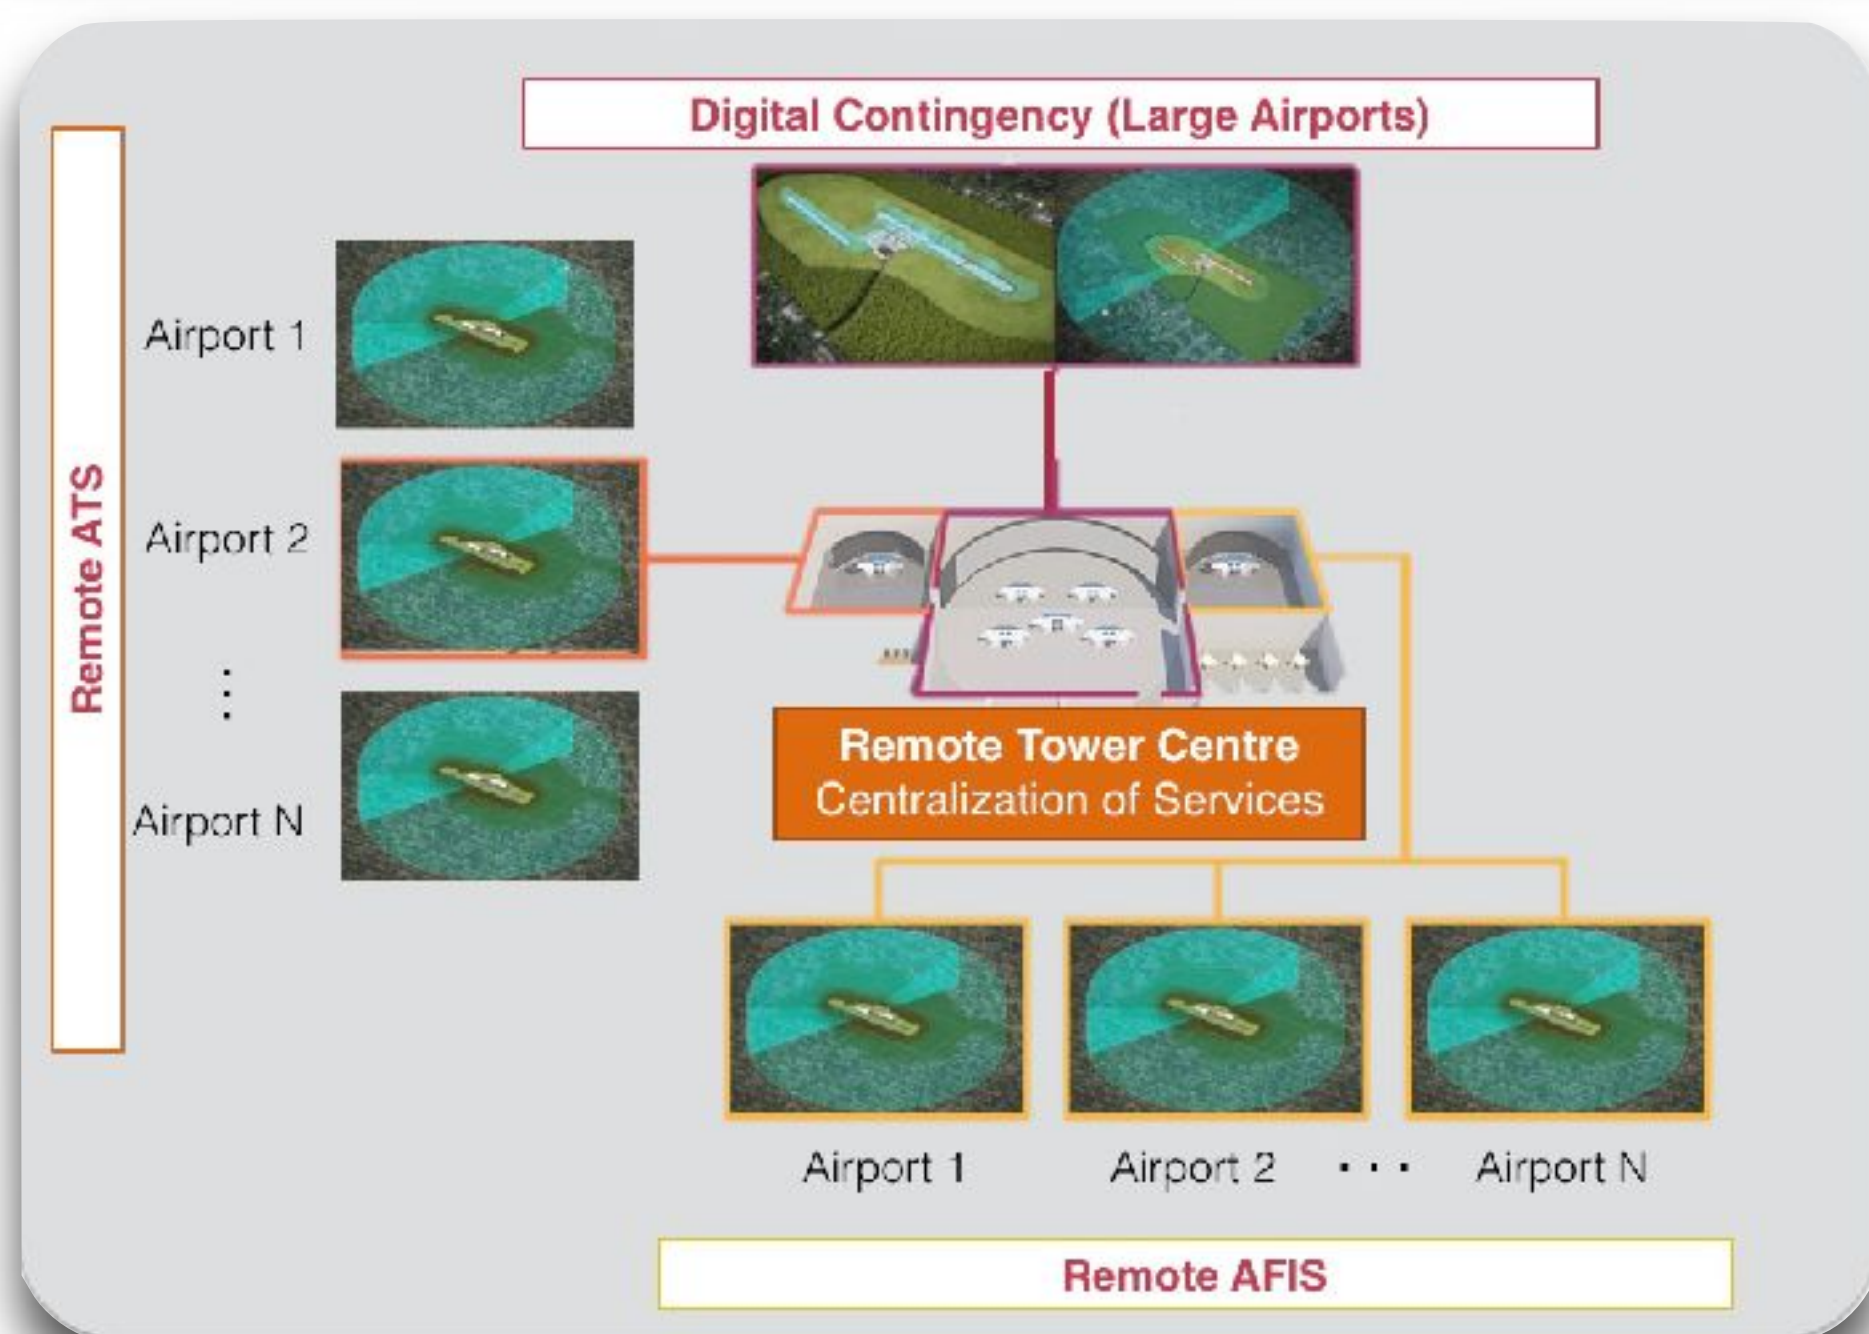 Digital Contingency (Large Airports)
Remote ATS
Airport 1
Airport 2
⋮
Airport N
Remote Tower Centre
Centralization of Services
Airport 1
Airport 2
...
Airport N
Remote AFIS